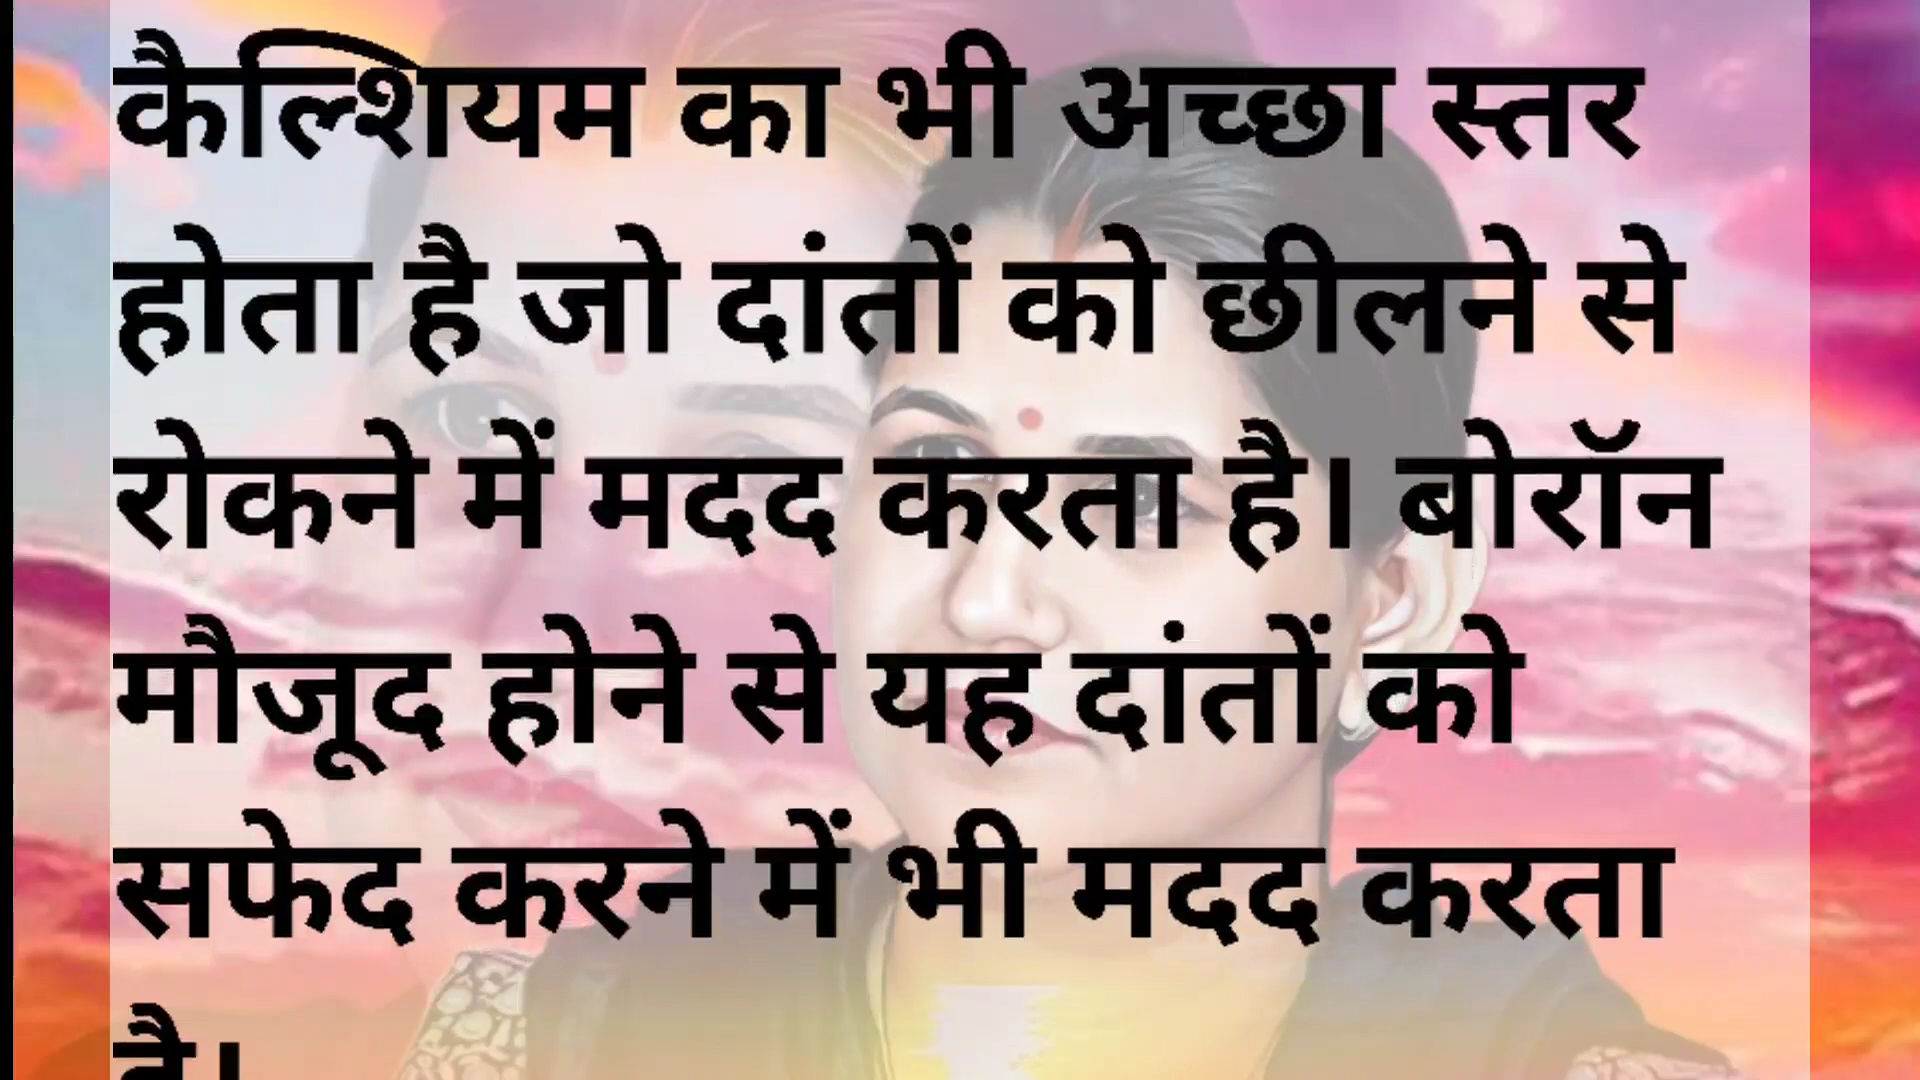 कैल्शियम का भी अच्छा स्तर
होता है जो दांतों को छीलने से
रोकने में मदद करता है। बोरॉन
मौजूद होने से यह दांतों को
सफेद करने में भी मदद करता
है।